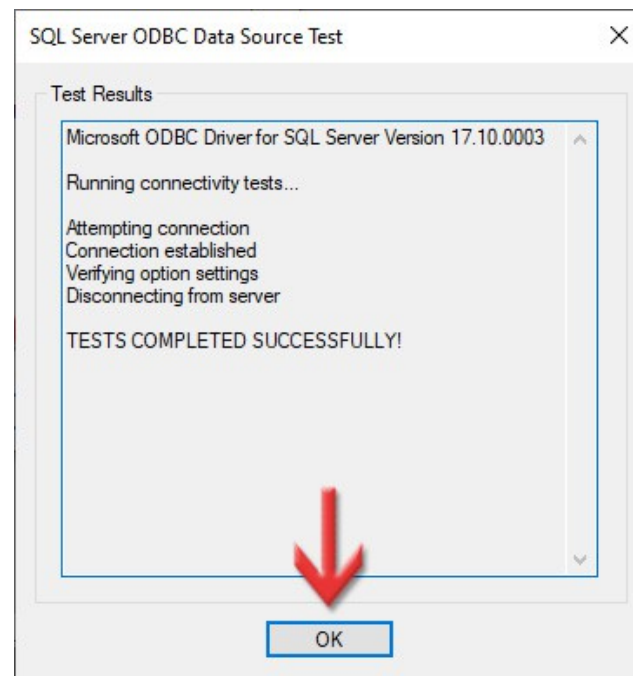 SQL Server ODBC Data Source Test
Test Results
Microsoft ODBC Driver for SQL Server Version 17.10.0003
Running connectivity tests...
Attempting connection
Connection established
Verifying option settings
Disconnecting from server
TESTS COMPLETED SUCCESSFULLY!
OK